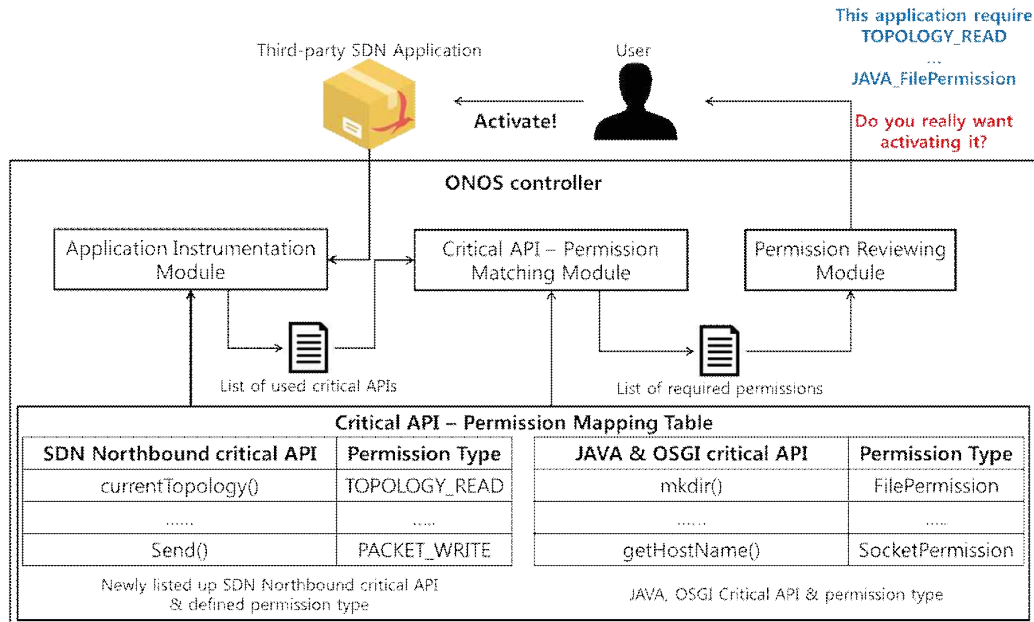 This application require
TOPOLOGY_READ
...
JAVA_FilePermission
Do you really want
activating it?
Third-party SDN Application
User
Activate!
ONOS controller
Application Instrumentation
Module
Critical API – Permission
Matching Module
Permission Reviewing
Module
List of used critical APIs
List of required permissions
Critical API – Permission Mapping Table
SDN Northbound critical API
Permission Type
currentTopology()
TOPOLOGY_READ
......
.....
Send()
PACKET_WRITE
Newly listed up SDN Northbound critical API
& defined permission type
JAVA & OSGI critical API
Permission Type
mkdir()
FilePermission
......
.....
getHostName()
SocketPermission
JAVA, OSGI Critical API & permission type